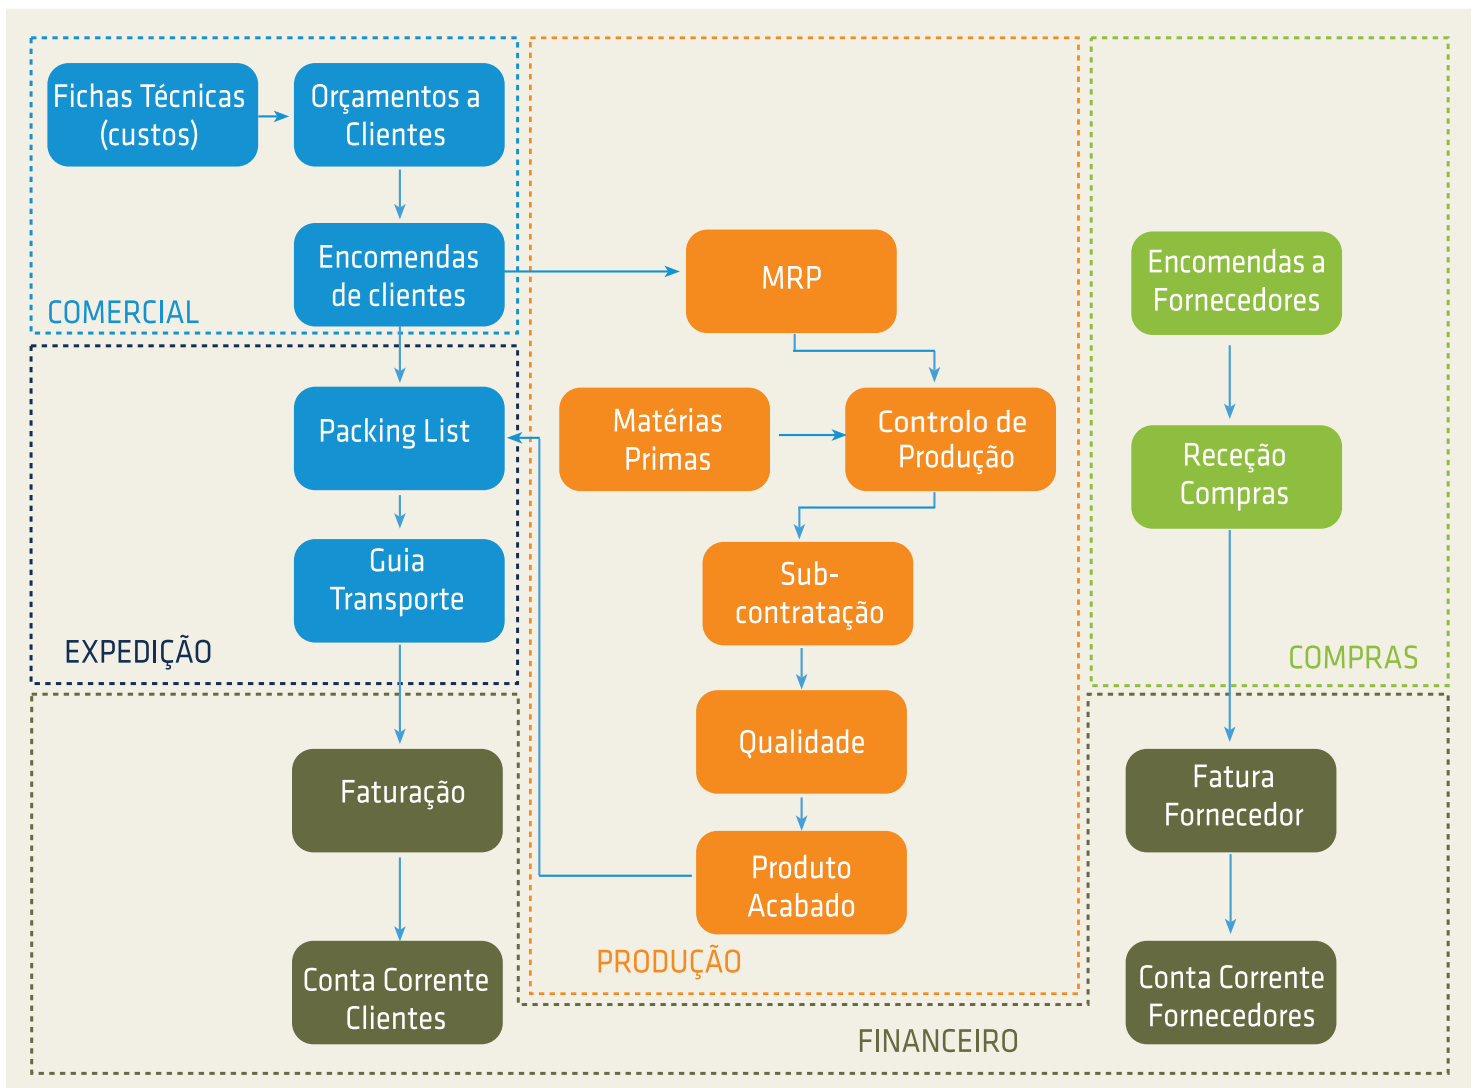 Fichas Técnicas
(custos)
Orçamentos a
Clientes
Encomendas
de clientes
COMERCIAL
Packing List
Guia
Transporte
EXPEDIÇÃO
MRP
Matérias
Primas
Controlo de
Produção
Sub-
contratação
Qualidade
Produto
Acabado
PRODUÇÃO
Encomendas a
Fornecedores
Receção
Compras
COMPRAS
Faturação
Conta Corrente
Clientes
Fatura
Fornecedor
Conta Corrente
Fornecedores
FINANCEIRO